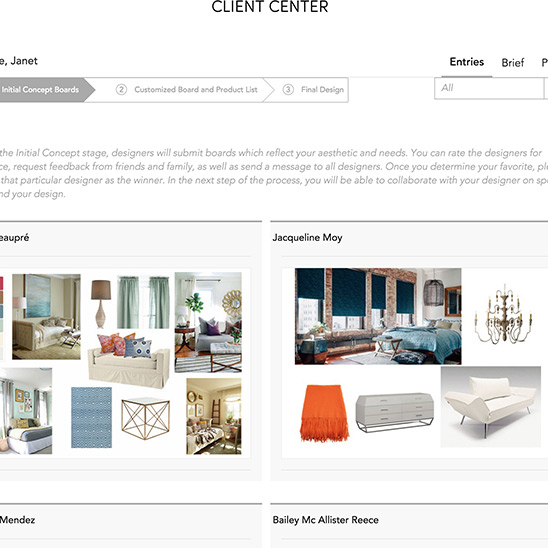 CLIENT CENTER
e, Janet
Entries Brief P
Initial Concept Boards 2 Customized Board and Product List 3 Final Design
All
the Initial Concept stage, designers will submit boards which reflect your aesthetic and needs. You can rate the designers for
ce, request feedback from friends and family, as well as send a message to all designers. Once you determine your favorite, ple
that particular designer as the winner. In the next step of the process, you will be able to collaborate with your designer on spe
nd your design.
eaupré Jacqueline Moy
Mendez Bailey Mc Allister Reece